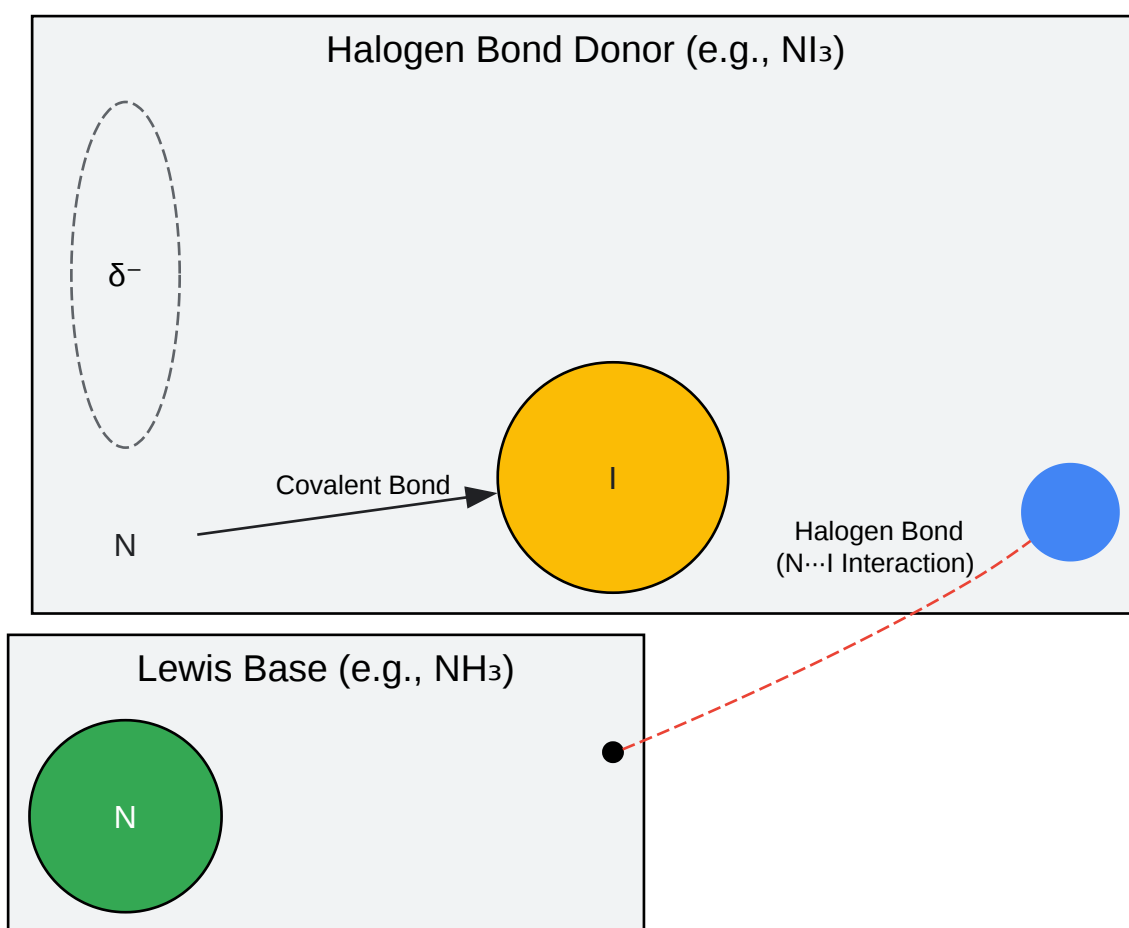 Halogen Bond Donor (e.g., NI₃)
δ⁻
Covalent Bond
I
N
Halogen Bond
(N···I Interaction)
Lewis Base (e.g., NH₃)
N